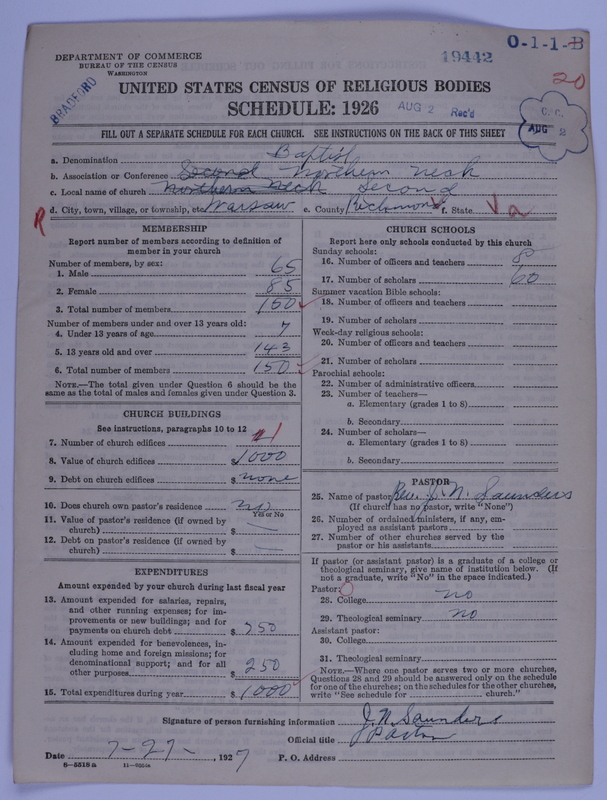 DEPARTMENT OF COMMERCE
BUREAU OF THE CENSUS
WASHINGTON
BRADFORD
19442
0-1-1-B
20
UNITED STATES CENSUS OF RELIGIOUS BODIES
SCHEDULE: 1926
AUG 2 Rec'd
C. C.
AUG 2
FILL OUT A SEPARATE SCHEDULE FOR EACH CHURCH. SEE INSTRUCTIONS ON THE BACK OF THIS SHEET
a. Denomination Baptist
b. Association or Conference Second Northern Neck
c. Local name of church Northern Neck Second
d. City, town, village, or township, etc. Warsaw e. County Richmond f. State Va
R
MEMBERSHIP
Report number of members according to definition of
member in your church
Number of members, by sex:
1. Male 65
2. Female 85
3. Total number of members 150
Number of members under and over 13 years old:
4. Under 13 years of age 7
5. 13 years old and over 143
6. Total number of members 150
NOTE.—The total given under Question 6 should be the
same as the total of males and females given under Question 3.
CHURCH BUILDINGS
See instructions, paragraphs 10 to 12
7. Number of church edifices 1
8. Value of church edifices $1000
9. Debt on church edifices $ none
10. Does church own pastor's residence? no
Yes or No
11. Value of pastor's residence (if owned by
church) $ —
12. Debt on pastor's residence (if owned by
church) $ —
EXPENDITURES
Amount expended by your church during last fiscal year
13. Amount expended for salaries, repairs,
and other running expenses; for im-
provements or new buildings; and for
payments on church debt $ 750
14. Amount expended for benevolences, in-
cluding home and foreign missions; for
denominational support; and for all
other purposes $ 250
15. Total expenditures during year $ 1000
CHURCH SCHOOLS
Report here only schools conducted by this church
Sunday schools:
16. Number of officers and teachers 8
17. Number of scholars 60
Summer vacation Bible schools:
18. Number of officers and teachers
19. Number of scholars
Week-day religious schools:
20. Number of officers and teachers
21. Number of scholars
Parochial schools:
22. Number of administrative officers
23. Number of teachers—
a. Elementary (grades 1 to 8)
b. Secondary
24. Number of scholars—
a. Elementary (grades 1 to 8)
b. Secondary
PASTOR
25. Name of pastor Rev. J. N. Saunders
(If church has no pastor, write "None")
26. Number of ordained ministers, if any, em-
ployed as assistant pastors
27. Number of other churches served by the
pastor or his assistants
If pastor (or assistant pastor) is a graduate of a college or
theological seminary, give name of institution below. (If
not a graduate, write "No" in the space indicated.)
Pastor: 0
28. College no
29. Theological seminary no
Assistant pastor:
30. College
31. Theological seminary
NOTE.—Where one pastor serves two or more churches,
Questions 28 and 29 should be answered only on the schedule
for one of the churches; on the schedules for the other churches,
write "See schedule for church."
Signature of person furnishing information J. N. Saunders
Official title Pastor
Date 7-27-, 1927 P. O. Address
8—5519a 11—9054a